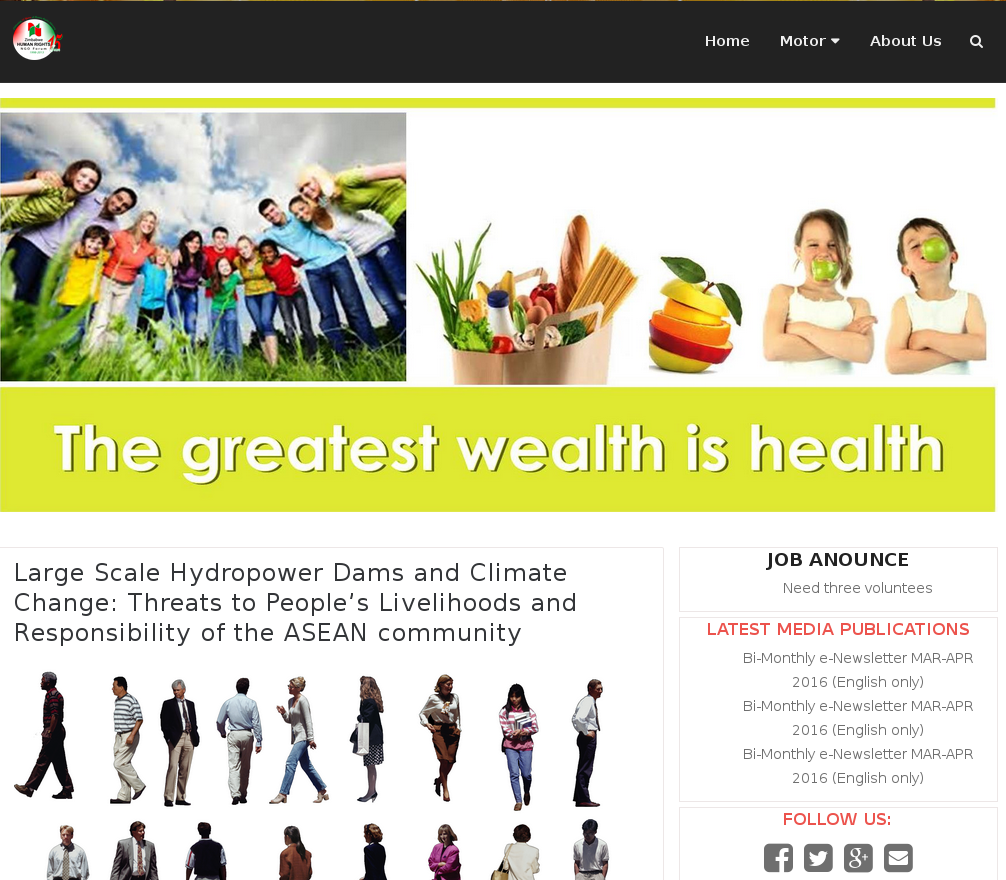 Zimbabwe
HUMAN RIGHTS
NGO Forum
15
Home
Motor
About Us
The greatest wealth is health
Large Scale Hydropower Dams and Climate
Change: Threats to People’s Livelihoods and
Responsibility of the ASEAN community
JOB ANOUNCE
Need three voluntees
LATEST MEDIA PUBLICATIONS
Bi-Monthly e-Newsletter MAR-APR
2016 (English only)
Bi-Monthly e-Newsletter MAR-APR
2016 (English only)
Bi-Monthly e-Newsletter MAR-APR
2016 (English only)
FOLLOW US: